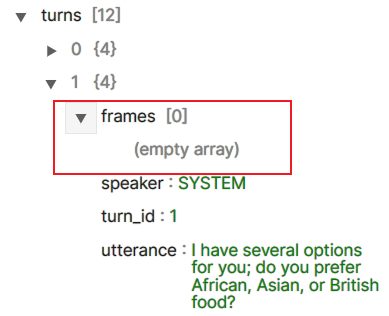 turns [12]
0 {4}
1 {4}
frames [0]
(empty array)
speaker : SYSTEM
turn_id : 1
utterance : I have several options
for you; do you prefer
African, Asian, or British
food?